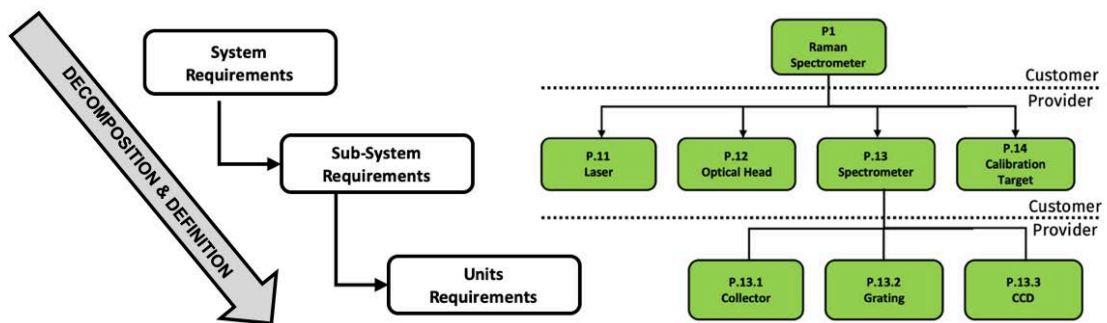 DECOMPOSITION & DEFINITION
System
Requirements
Sub-System
Requirements
Units
Requirements
P1
Raman
Spectrometer
Customer
Provider
P.11
Laser
P.12
Optical Head
P.13
Spectrometer
P.14
Calibration
Target
Customer
Provider
P.13.1
Collector
P.13.2
Grating
P.13.3
CCD